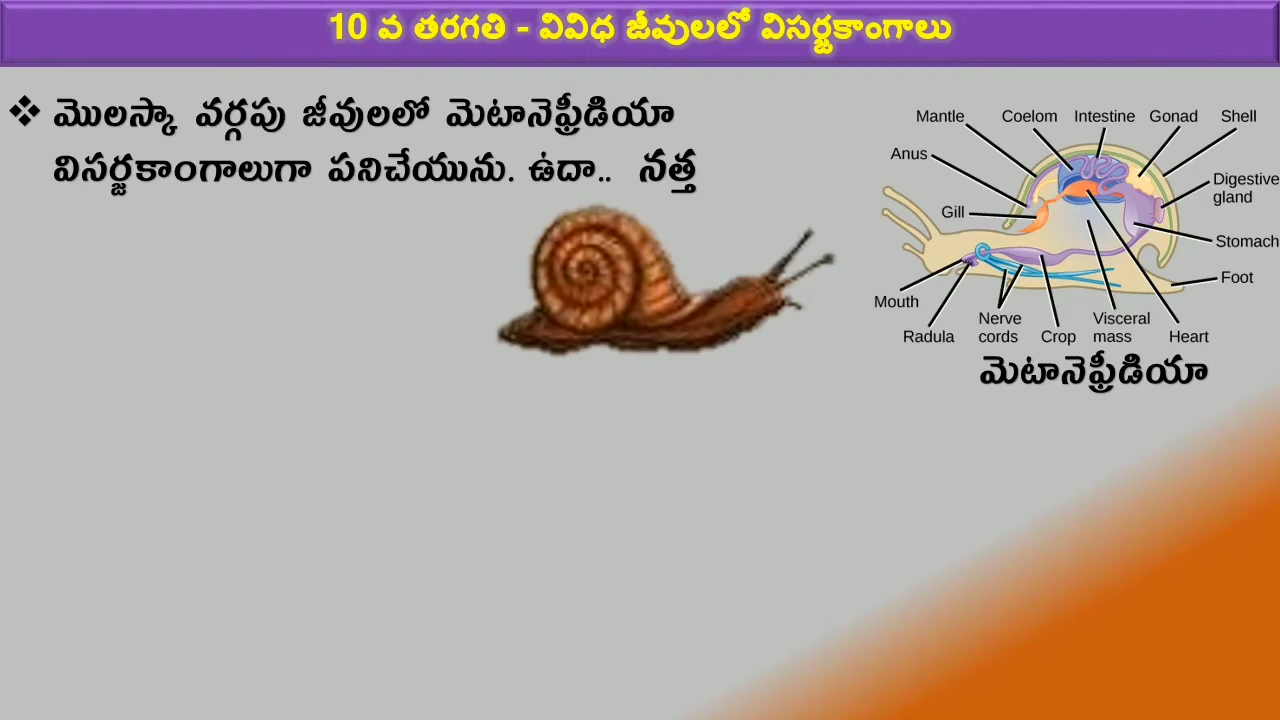 10 వ తరగతి - వివిధ జీవులలో విసర్జకాంగాలు
❖ మొలస్కా వర్గపు జీవులలో మెటానెఫ్రీడియా
విసర్జకాంగాలుగా పనిచేయును. ఉదా.. నత్త
Mantle Coelom Intestine Gonad Shell
Anus
Digestive
gland
Gill
Stomach
Foot
Mouth
Radula
Nerve
cords
Crop
Visceral
mass
Heart
మెటానెఫ్రీడియా